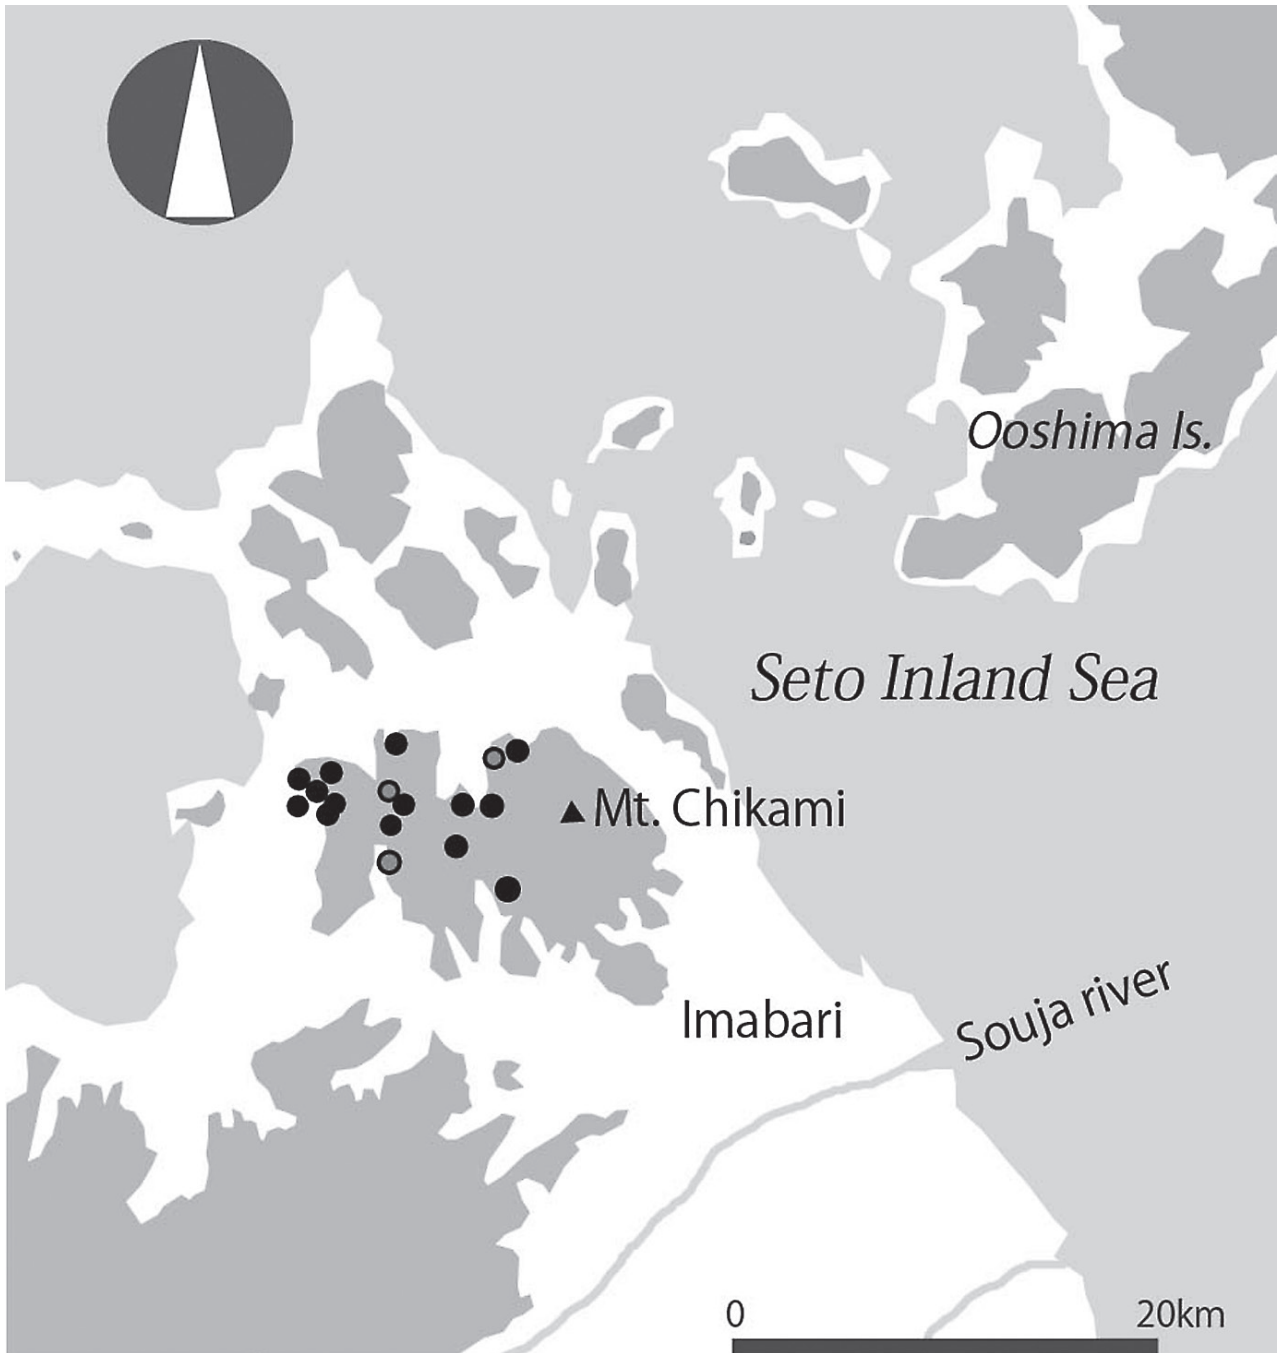 Ooshima Is.
Seto Inland Sea
Mt. Chikami
Imabari
Souja river
0
20km